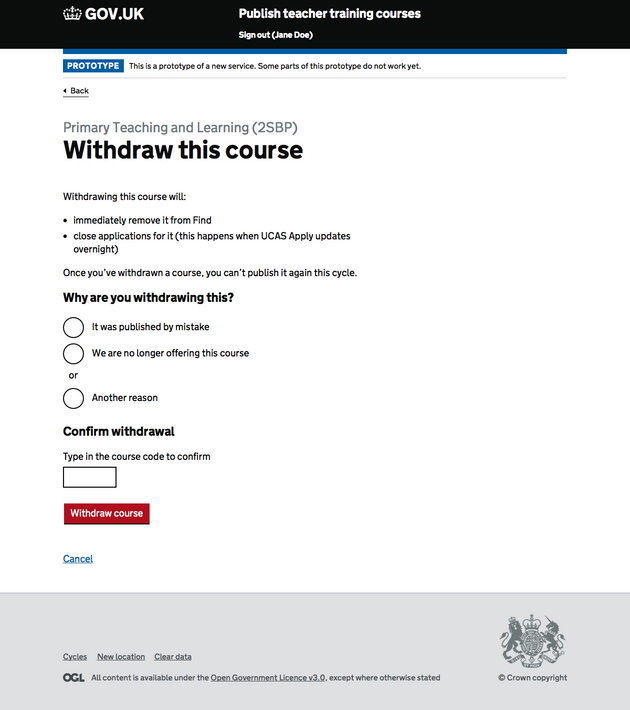 GOV.UK
Publish teacher training courses
Sign out (Jane Doe)
PROTOTYPE This is a prototype of a new service. Some parts of this prototype do not work yet.
Back
Primary Teaching and Learning (2SBP)
Withdraw this course
Withdrawing this course will:
• immediately remove it from Find
• close applications for it (this happens when UCAS Apply updates
overnight)
Once you’ve withdrawn a course, you can’t publish it again this cycle.
Why are you withdrawing this?
It was published by mistake
We are no longer offering this course
or
Another reason
Confirm withdrawal
Type in the course code to confirm
Withdraw course
Cancel
Cycles New location Clear data
OGL All content is available under the Open Government Licence v3.0, except where otherwise stated
© Crown copyright